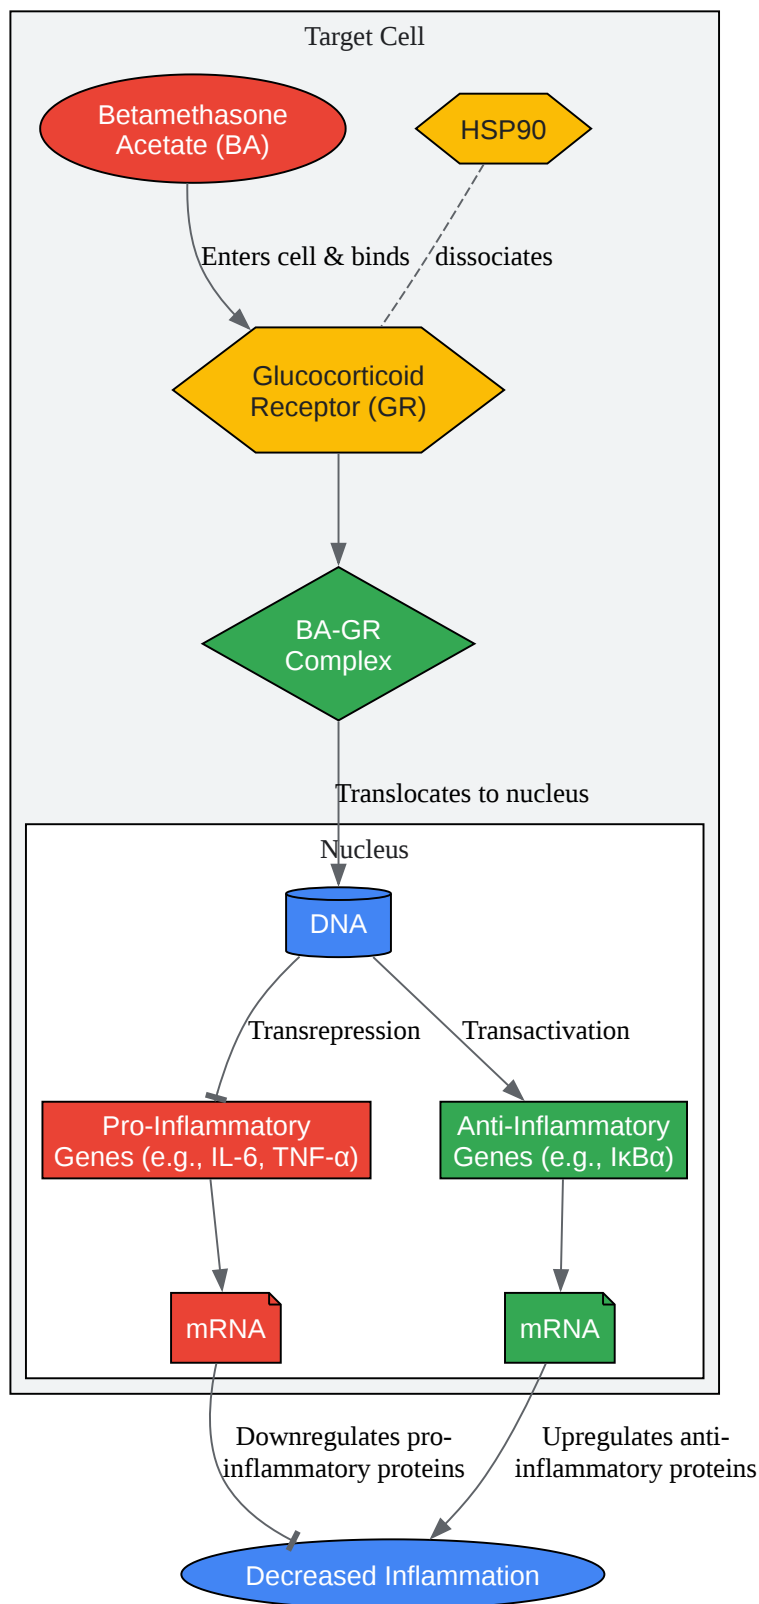 Target Cell
Betamethasone
Acetate (BA)
HSP90
Enters cell & binds
dissociates
Glucocorticoid
Receptor (GR)
BA-GR
Complex
Translocates to nucleus
Nucleus
DNA
Transrepression
Transactivation
Pro-Inflammatory
Genes (e.g., IL-6, TNF-α)
Anti-Inflammatory
Genes (e.g., IκBα)
mRNA
mRNA
Downregulates pro-
inflammatory proteins
Upregulates anti-
inflammatory proteins
Decreased Inflammation